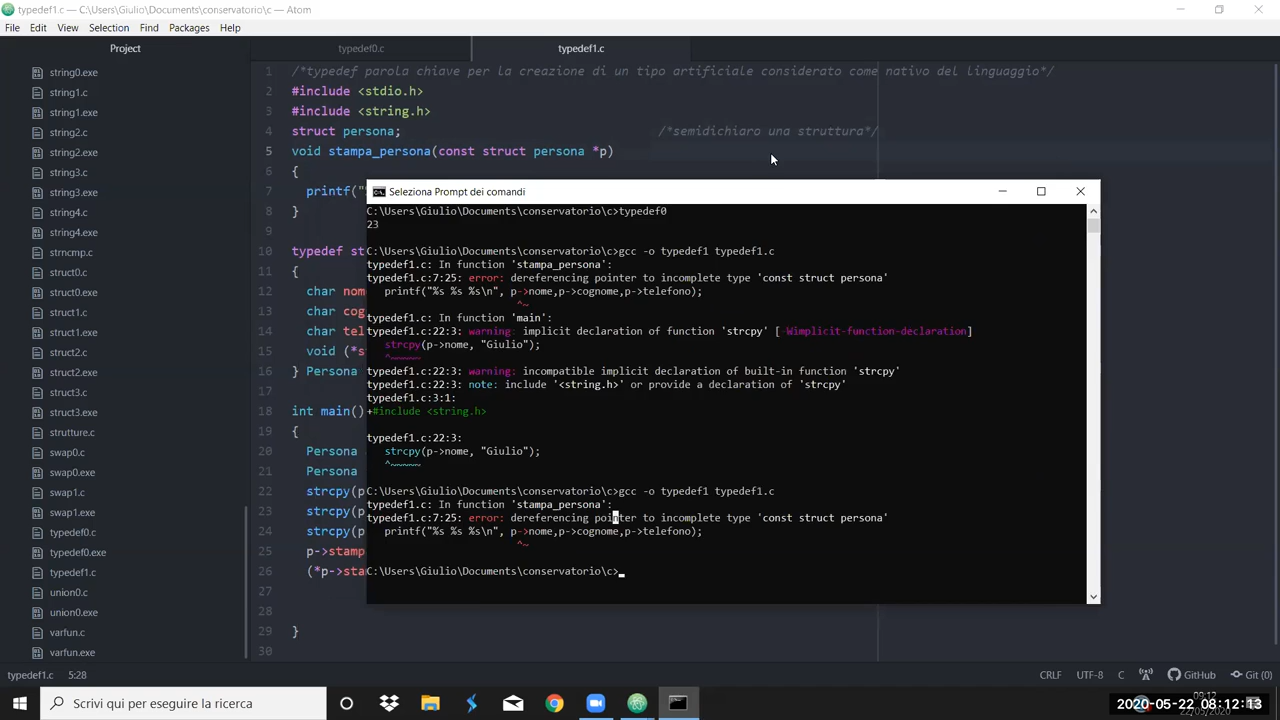 typedef1.c — C:\Users\Giulio\Documents\conservatorio\c — Atom
File Edit View Selection Find Packages Help
Project
typedef0.c
typedef1.c
string0.exe
string1.c
string1.exe
string2.c
string2.exe
string3.c
string3.exe
string4.c
string4.exe
strncmp.c
struct0.c
struct0.exe
struct1.c
struct1.exe
struct2.c
struct2.exe
struct3.c
struct3.exe
strutture.c
swap0.c
swap0.exe
swap1.c
swap1.exe
typedef0.c
typedef0.exe
typedef1.c
union0.c
union0.exe
varfun.c
varfun.exe
1 /*typedef parola chiave per la creazione di un tipo artificiale considerato come nativo del linguaggio*/
2 #include <stdio.h>
3 #include <string.h>
4 struct persona; /*semidichiaro una struttura*/
5 void stampa_persona(const struct persona *p)
6 {
7 printf("
8 }
9
10 typedef st
11 {
12 char nom
13 char cog
14 char tel
15 void (*s
16 } Persona
17
18 int main()
19 {
20 Persona
21 Persona
22 strcpy(p
23 strcpy(p
24 strcpy(p
25 p->stamp
26 (*p->sta
27
28
29 }
30
Seleziona Prompt dei comandi
C:\Users\Giulio\Documents\conservatorio\c>typedef0
23
C:\Users\Giulio\Documents\conservatorio\c>gcc -o typedef1 typedef1.c
typedef1.c: In function 'stampa_persona':
typedef1.c:7:25: error: dereferencing pointer to incomplete type 'const struct persona'
printf("%s %s %s\n", p->nome,p->cognome,p->telefono);
^~
typedef1.c: In function 'main':
typedef1.c:22:3: warning: implicit declaration of function 'strcpy' [-Wimplicit-function-declaration]
strcpy(p->nome, "Giulio");
^~~~~~
typedef1.c:22:3: warning: incompatible implicit declaration of built-in function 'strcpy'
typedef1.c:22:3: note: include '<string.h>' or provide a declaration of 'strcpy'
typedef1.c:3:1:
+#include <string.h>
typedef1.c:22:3:
strcpy(p->nome, "Giulio");
^~~~~~
C:\Users\Giulio\Documents\conservatorio\c>gcc -o typedef1 typedef1.c
typedef1.c: In function 'stampa_persona':
typedef1.c:7:25: error: dereferencing pointer to incomplete type 'const struct persona'
printf("%s %s %s\n", p->nome,p->cognome,p->telefono);
^~
C:\Users\Giulio\Documents\conservatorio\c>_
typedef1.c 5:28
CRLF UTF-8 C GitHub Git (0)
Scrivi qui per eseguire la ricerca
09:12
2020-05-22 08:12:13
22/05/2020